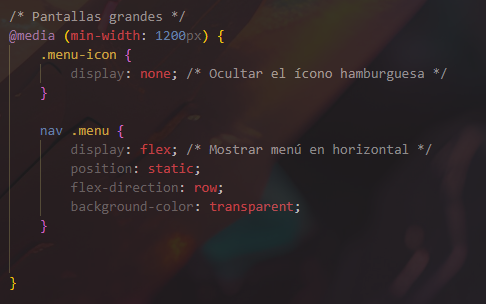 /* Pantallas grandes */
@media (min-width: 1200px) {
    .menu-icon {
        display: none; /* Ocultar el ícono hamburguesa */
    }

    nav .menu {
        display: flex; /* Mostrar menú en horizontal */
        position: static;
        flex-direction: row;
        background-color: transparent;
    }

}